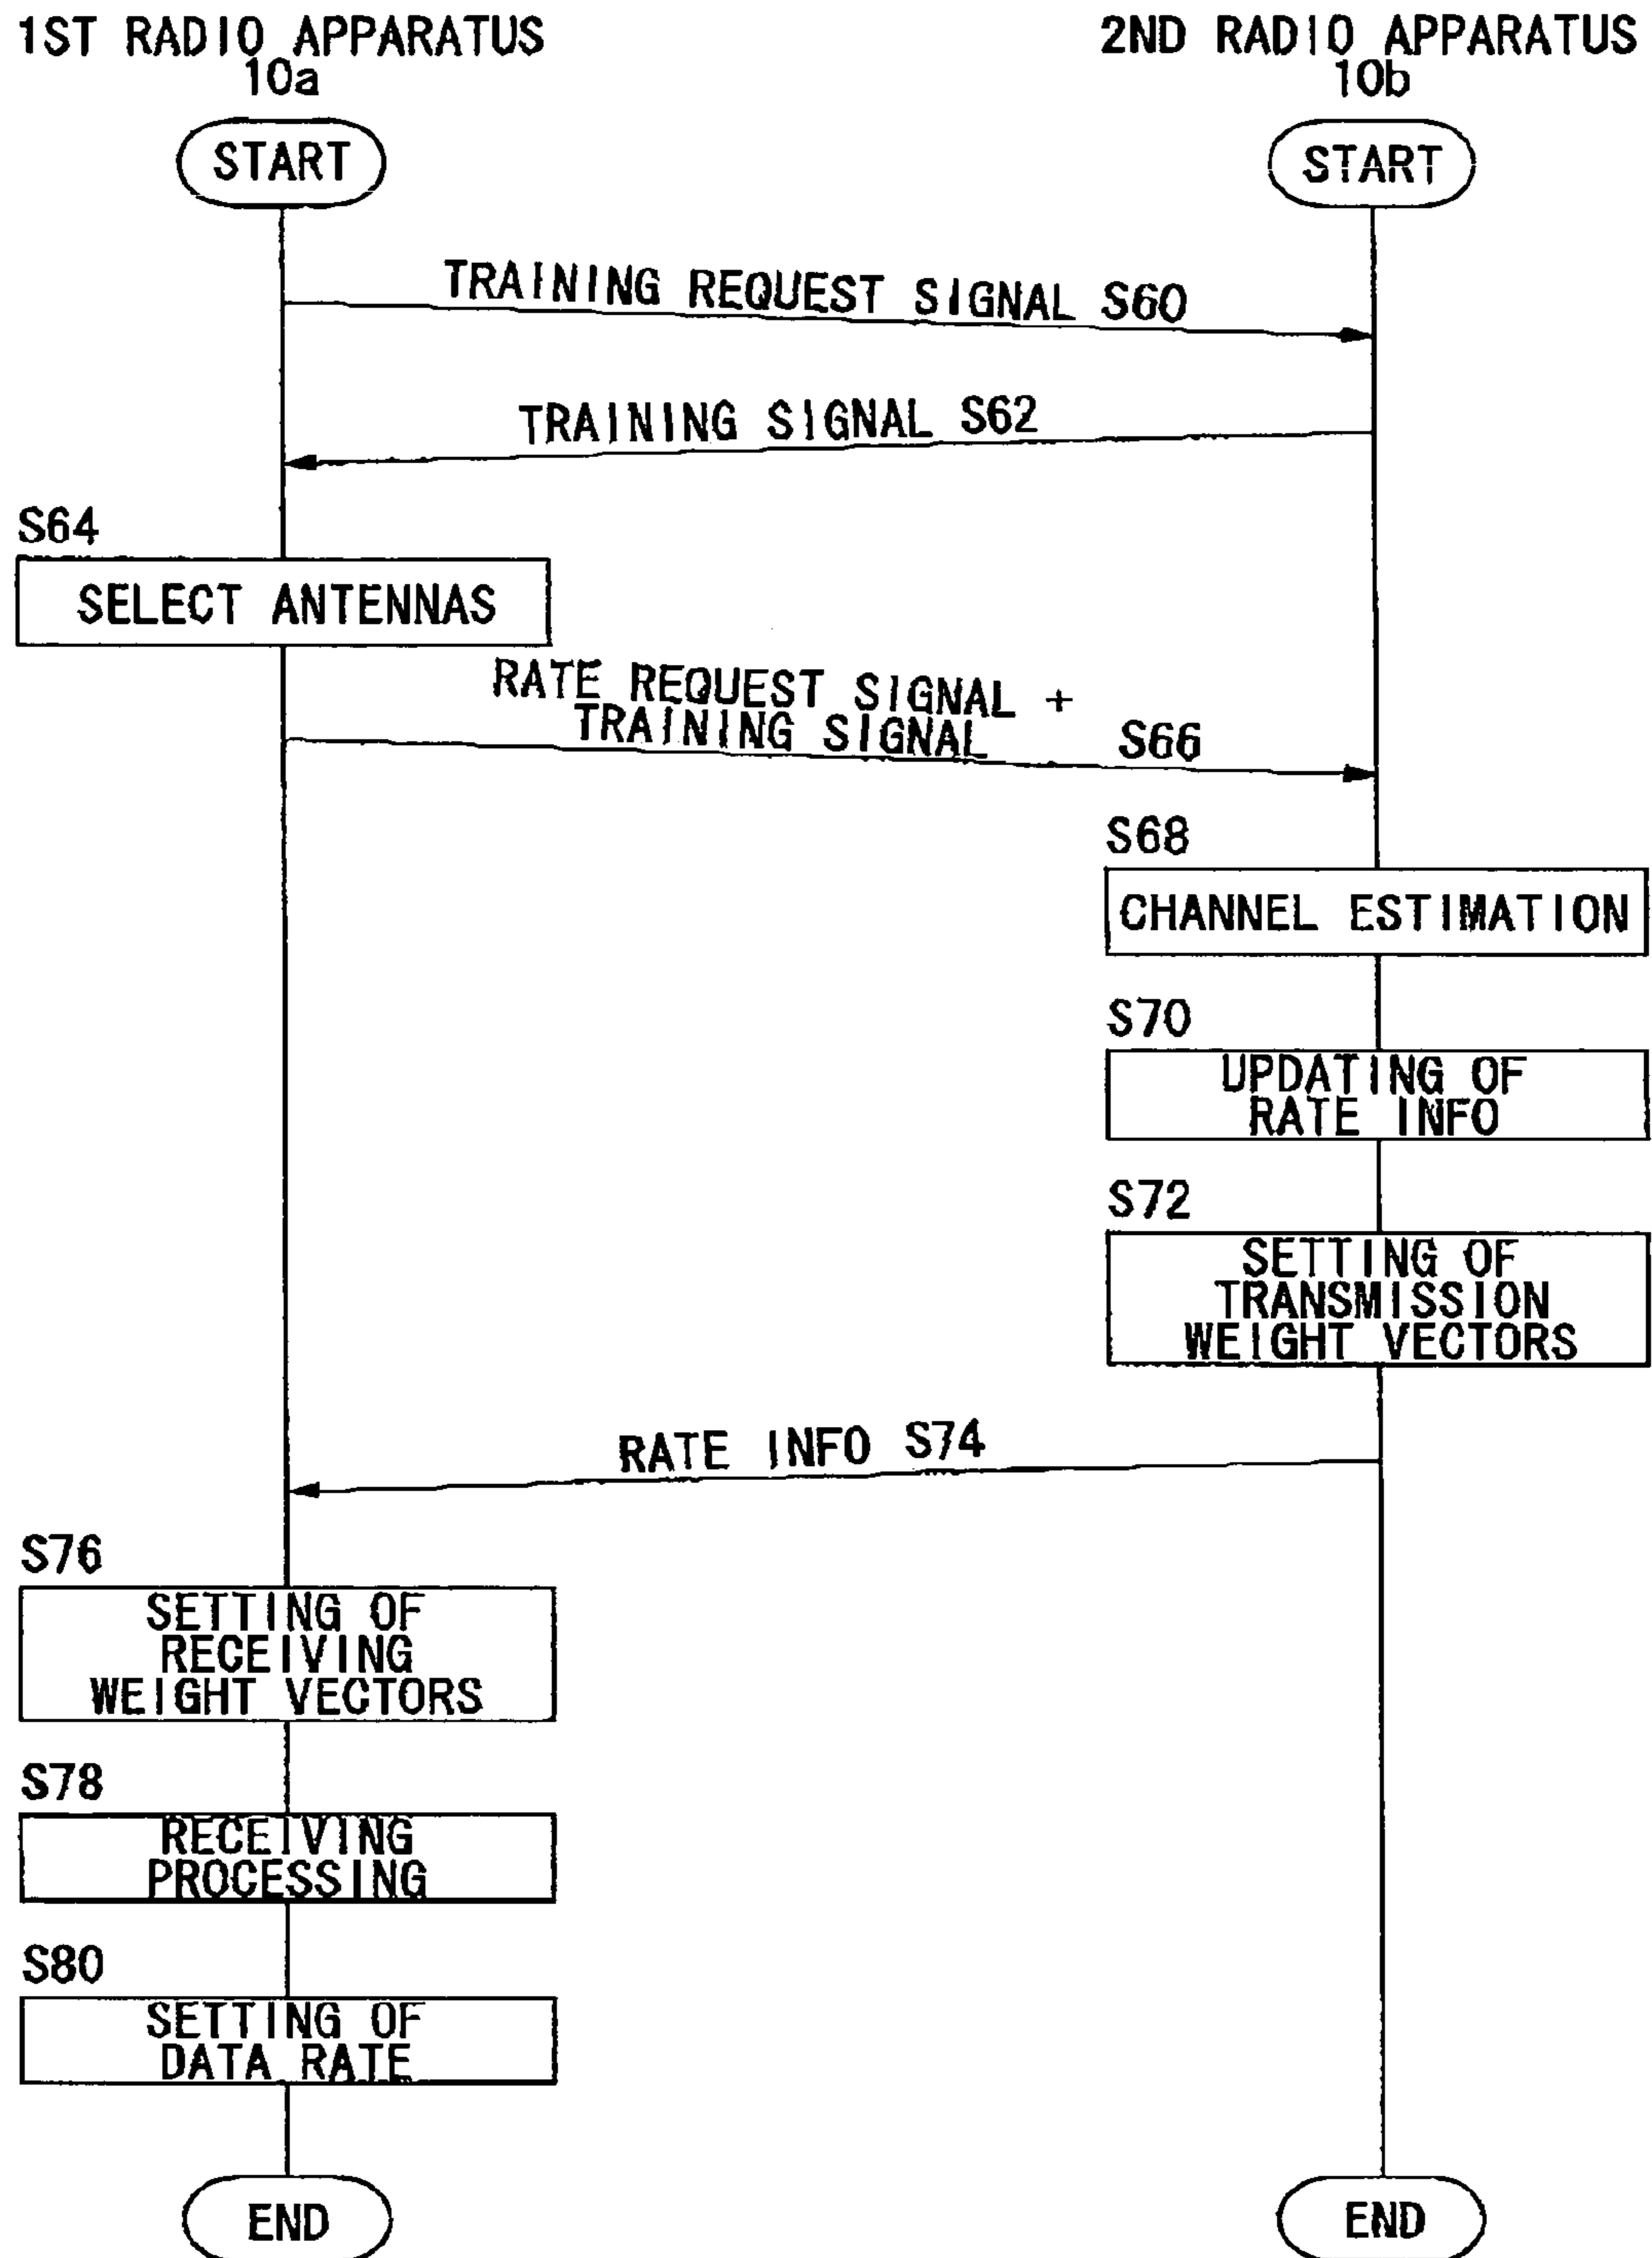 1ST RADIO APPARATUS
10a
2ND RADIO APPARATUS
10b
START
START
TRAINING REQUEST SIGNAL S60
TRAINING SIGNAL S62
S64
SELECT ANTENNAS
RATE REQUEST SIGNAL +
TRAINING SIGNAL S66
S68
CHANNEL ESTIMATION
S70
UPDATING OF
RATE INFO
S72
SETTING OF
TRANSMISSION
WEIGHT VECTORS
RATE INFO S74
S76
SETTING OF
RECEIVING
WEIGHT VECTORS
S78
RECEIVING
PROCESSING
S80
SETTING OF
DATA RATE
END
END